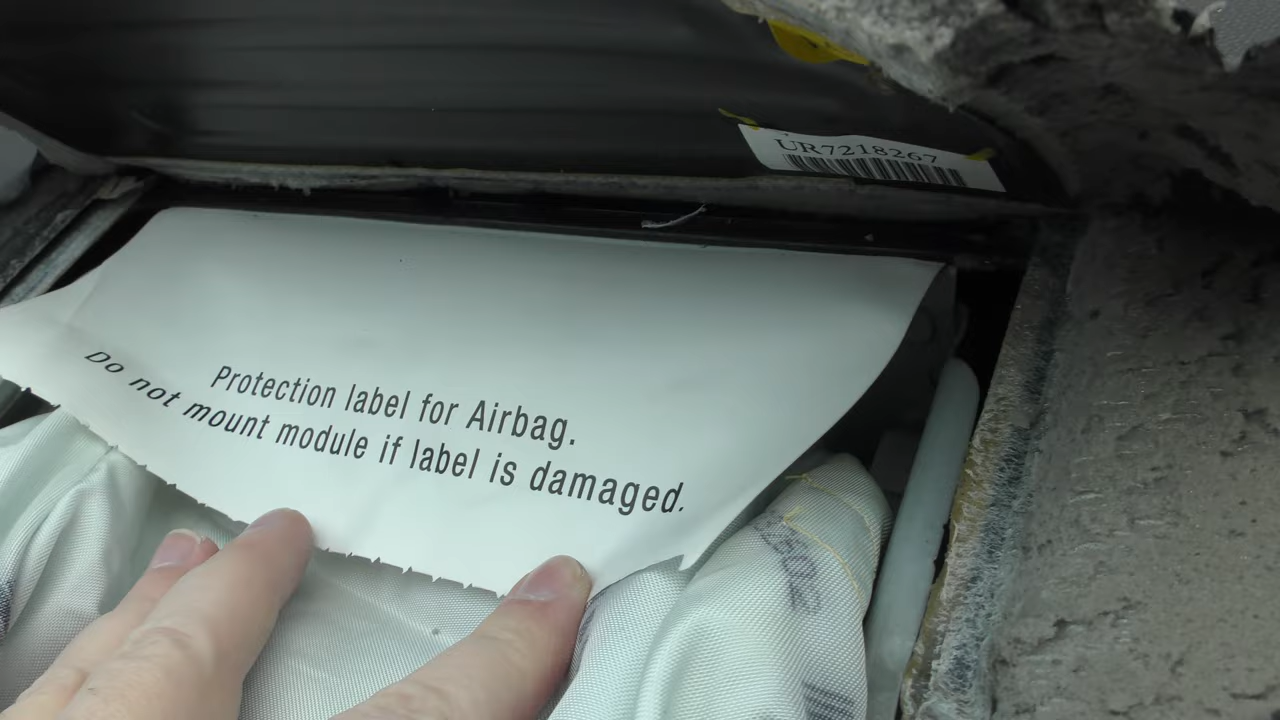 UR7218267
Protection label for Airbag.
Do not mount module if label is damaged.